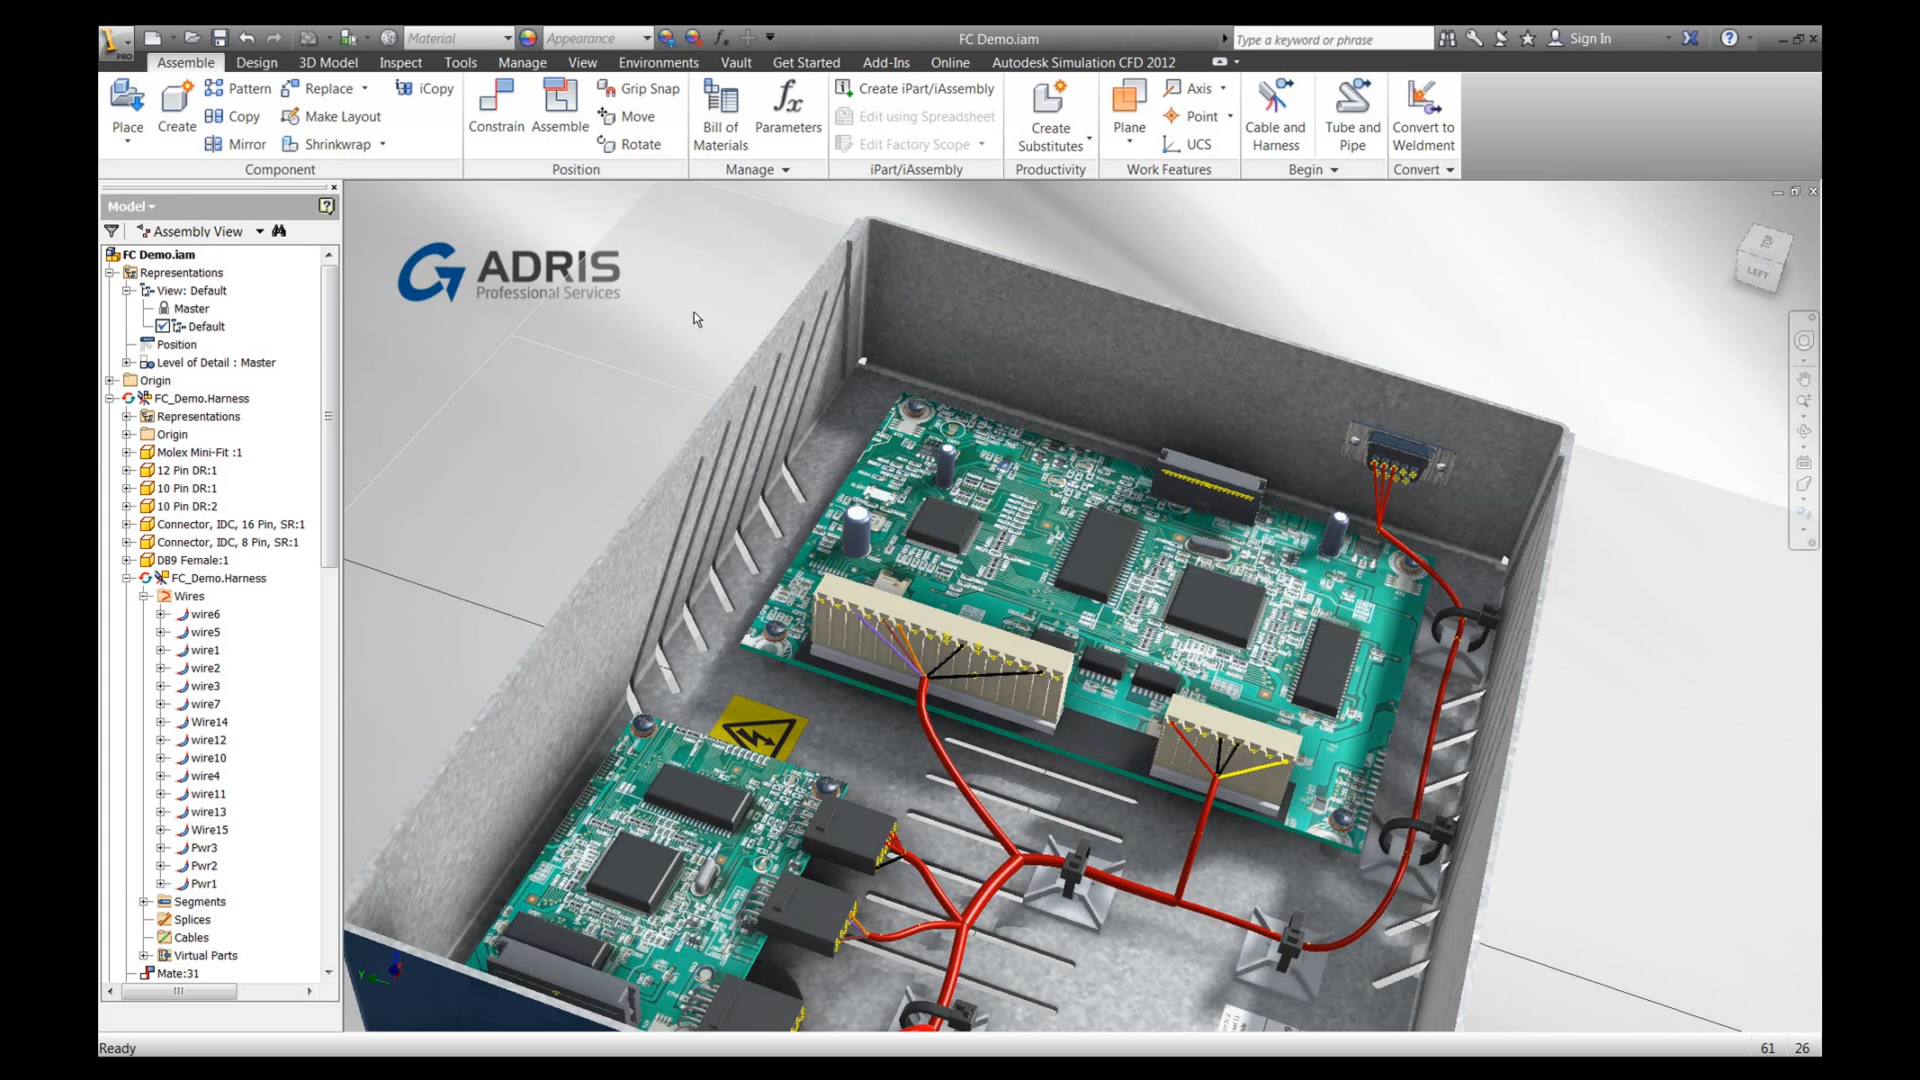 PRO
Material
Appearance
FC Demo.iam
Type a keyword or phrase
Sign In
Assemble
Design
3D Model
Inspect
Tools
Manage
View
Environments
Vault
Get Started
Add-Ins
Online
Autodesk Simulation CFD 2012
Place
Create
Pattern
Copy
Mirror
Replace
Make Layout
Shrinkwrap
iCopy
Component
Constrain
Assemble
Grip Snap
Move
Rotate
Position
Bill of
Materials
fx
Parameters
Manage
Create iPart/iAssembly
Edit using Spreadsheet
Edit Factory Scope
iPart/iAssembly
Create
Substitutes
Productivity
Plane
Axis
Point
UCS
Work Features
Cable and
Harness
Tube and
Pipe
Begin
Convert to
Weldment
Convert
Model
Assembly View
FC Demo.iam
Representations
View: Default
Master
Default
Position
Level of Detail : Master
Origin
FC_Demo.Harness
Representations
Origin
Molex Mini-Fit :1
12 Pin DR:1
10 Pin DR:1
10 Pin DR:2
Connector, IDC, 16 Pin, SR:1
Connector, IDC, 8 Pin, SR:1
DB9 Female:1
FC_Demo.Harness
Wires
wire6
wire5
wire1
wire2
wire3
wire7
Wire14
wire12
wire10
wire4
wire11
wire13
Wire15
Pwr3
Pwr2
Pwr1
Segments
Splices
Cables
Virtual Parts
Mate:31
ADRIS
Professional Services
TOP
LEFT
Y
Ready
61 26